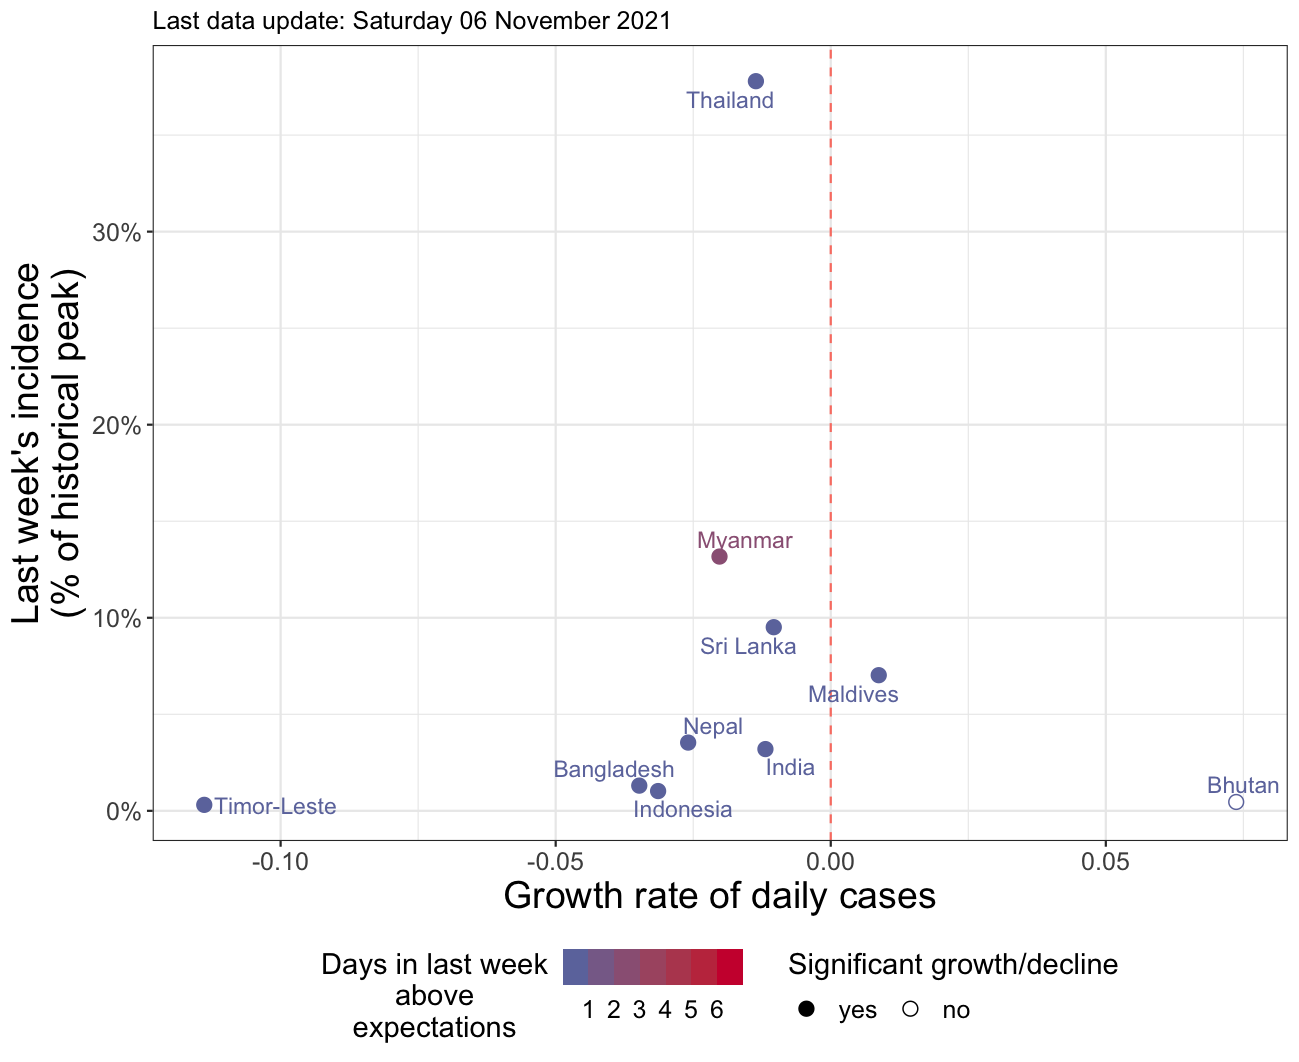 Last data update: Saturday 06 November 2021
Thailand
30%
20%
Myanmar
10%
Sri Lanka
Maldives
Nepal
India
Bangladesh
Indonesia
Bhutan
Timor-Leste
0%
Last week's incidence
(% of historical peak)
-0.10 -0.05 0.00 0.05
Growth rate of daily cases
Days in last week
above
expectations
1 2 3 4 5 6
Significant growth/decline
yes no